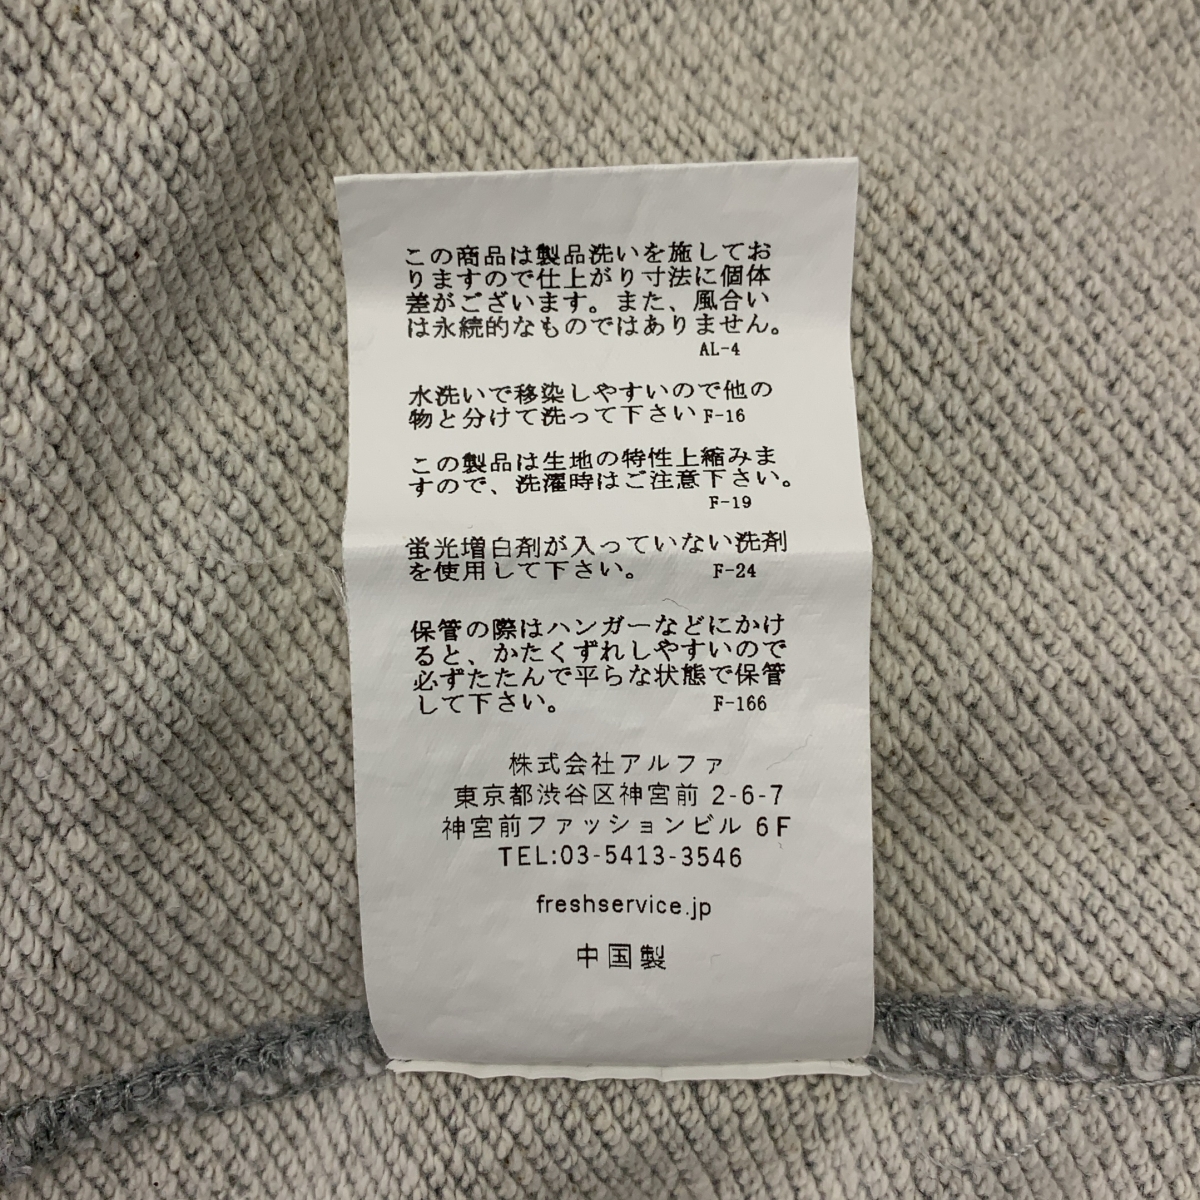 この商品は製品洗いを施してお
りますので仕上がり寸法に個体
差がございます。また、風合い
は永続的なものではありません。
AL-4
水洗いで移染しやすいので他の
物と分けて洗って下さい F-16
この製品は生地の特性上縮みま
すので、洗濯時はご注意下さい。
F-19
蛍光増白剤が入っていない洗剤
を使用して下さい。 F-24
保管の際はハンガーなどにかけ
ると、かたくずれしやすいので
必ずたたんで平らな状態で保管
して下さい。 F-166
株式会社アルファ
東京都渋谷区神宮前 2-6-7
神宮前ファッションビル 6F
TEL:03-5413-3546
freshservice.jp
中国製